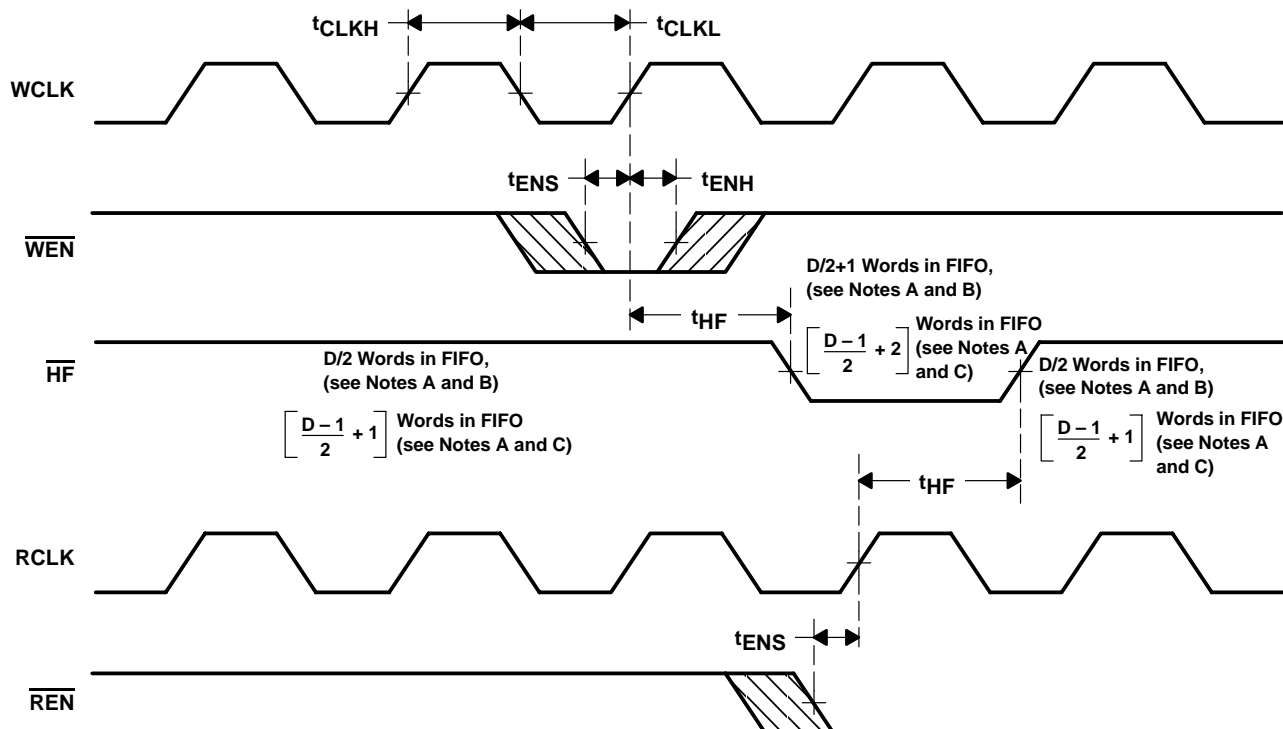 tCLKH
tCLKL
WCLK
tENS
tENH
WEN
D/2+1 Words in FIFO,
(see Notes A and B)
tHF
[D – 1 / 2 + 2] Words in FIFO
(see Notes A
and C)
HF
D/2 Words in FIFO,
(see Notes A and B)
[D – 1 / 2 + 1] Words in FIFO
(see Notes A and C)
D/2 Words in FIFO,
(see Notes A and B)
[D – 1 / 2 + 1] Words in FIFO
(see Notes A
and C)
tHF
RCLK
tENS
REN